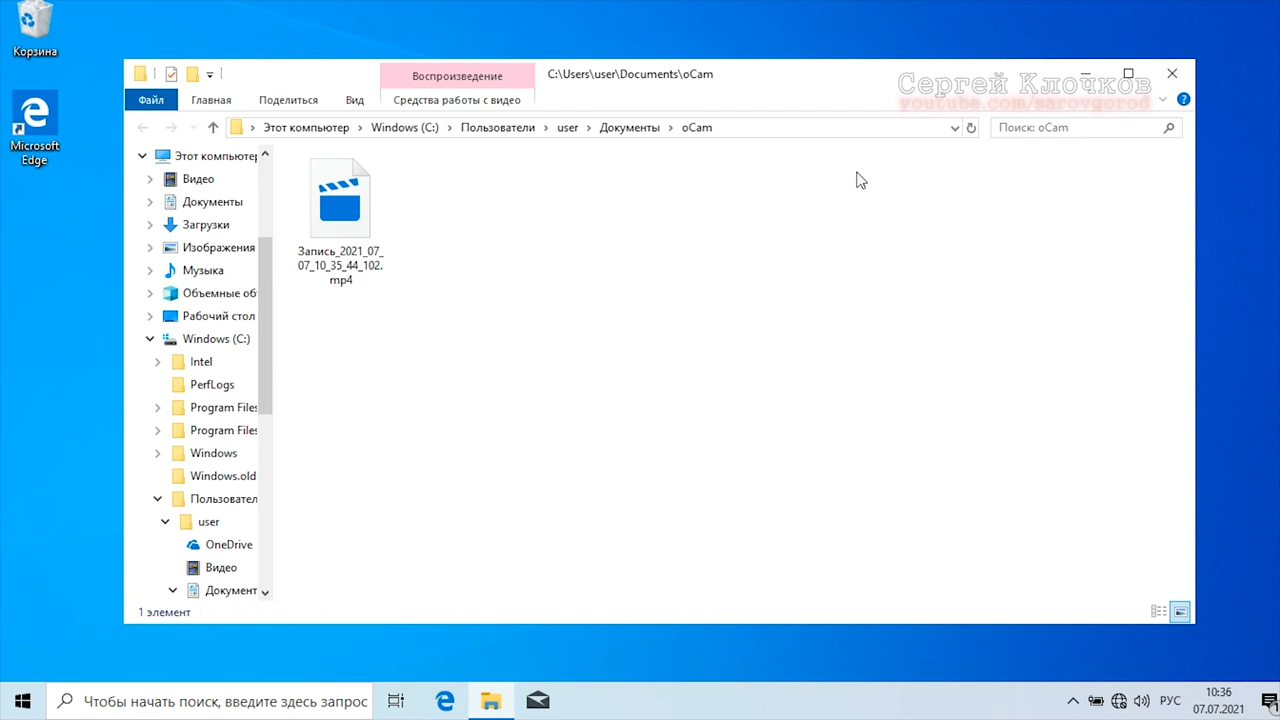 Корзина
Microsoft
Edge
Воспроизведение
C:\Users\user\Documents\oCam
Сергей Клочков
youtube.com/sarovgorod
Файл
Главная
Поделиться
Вид
Средства работы с видео
Этот компьютер
Windows (C:)
Пользователи
user
Документы
oCam
Поиск: oCam
Этот компьютер
Видео
Документы
Загрузки
Изображения
Музыка
Объемные об
Рабочий стол
Windows (C:)
Intel
PerfLogs
Program Files
Program Files
Windows
Windows.old
Пользовател
user
OneDrive
Видео
Документ
Запись_2021_07_
07_10_35_44_102.
mp4
1 элемент
Чтобы начать поиск, введите здесь запрос
РУС
10:36
07.07.2021